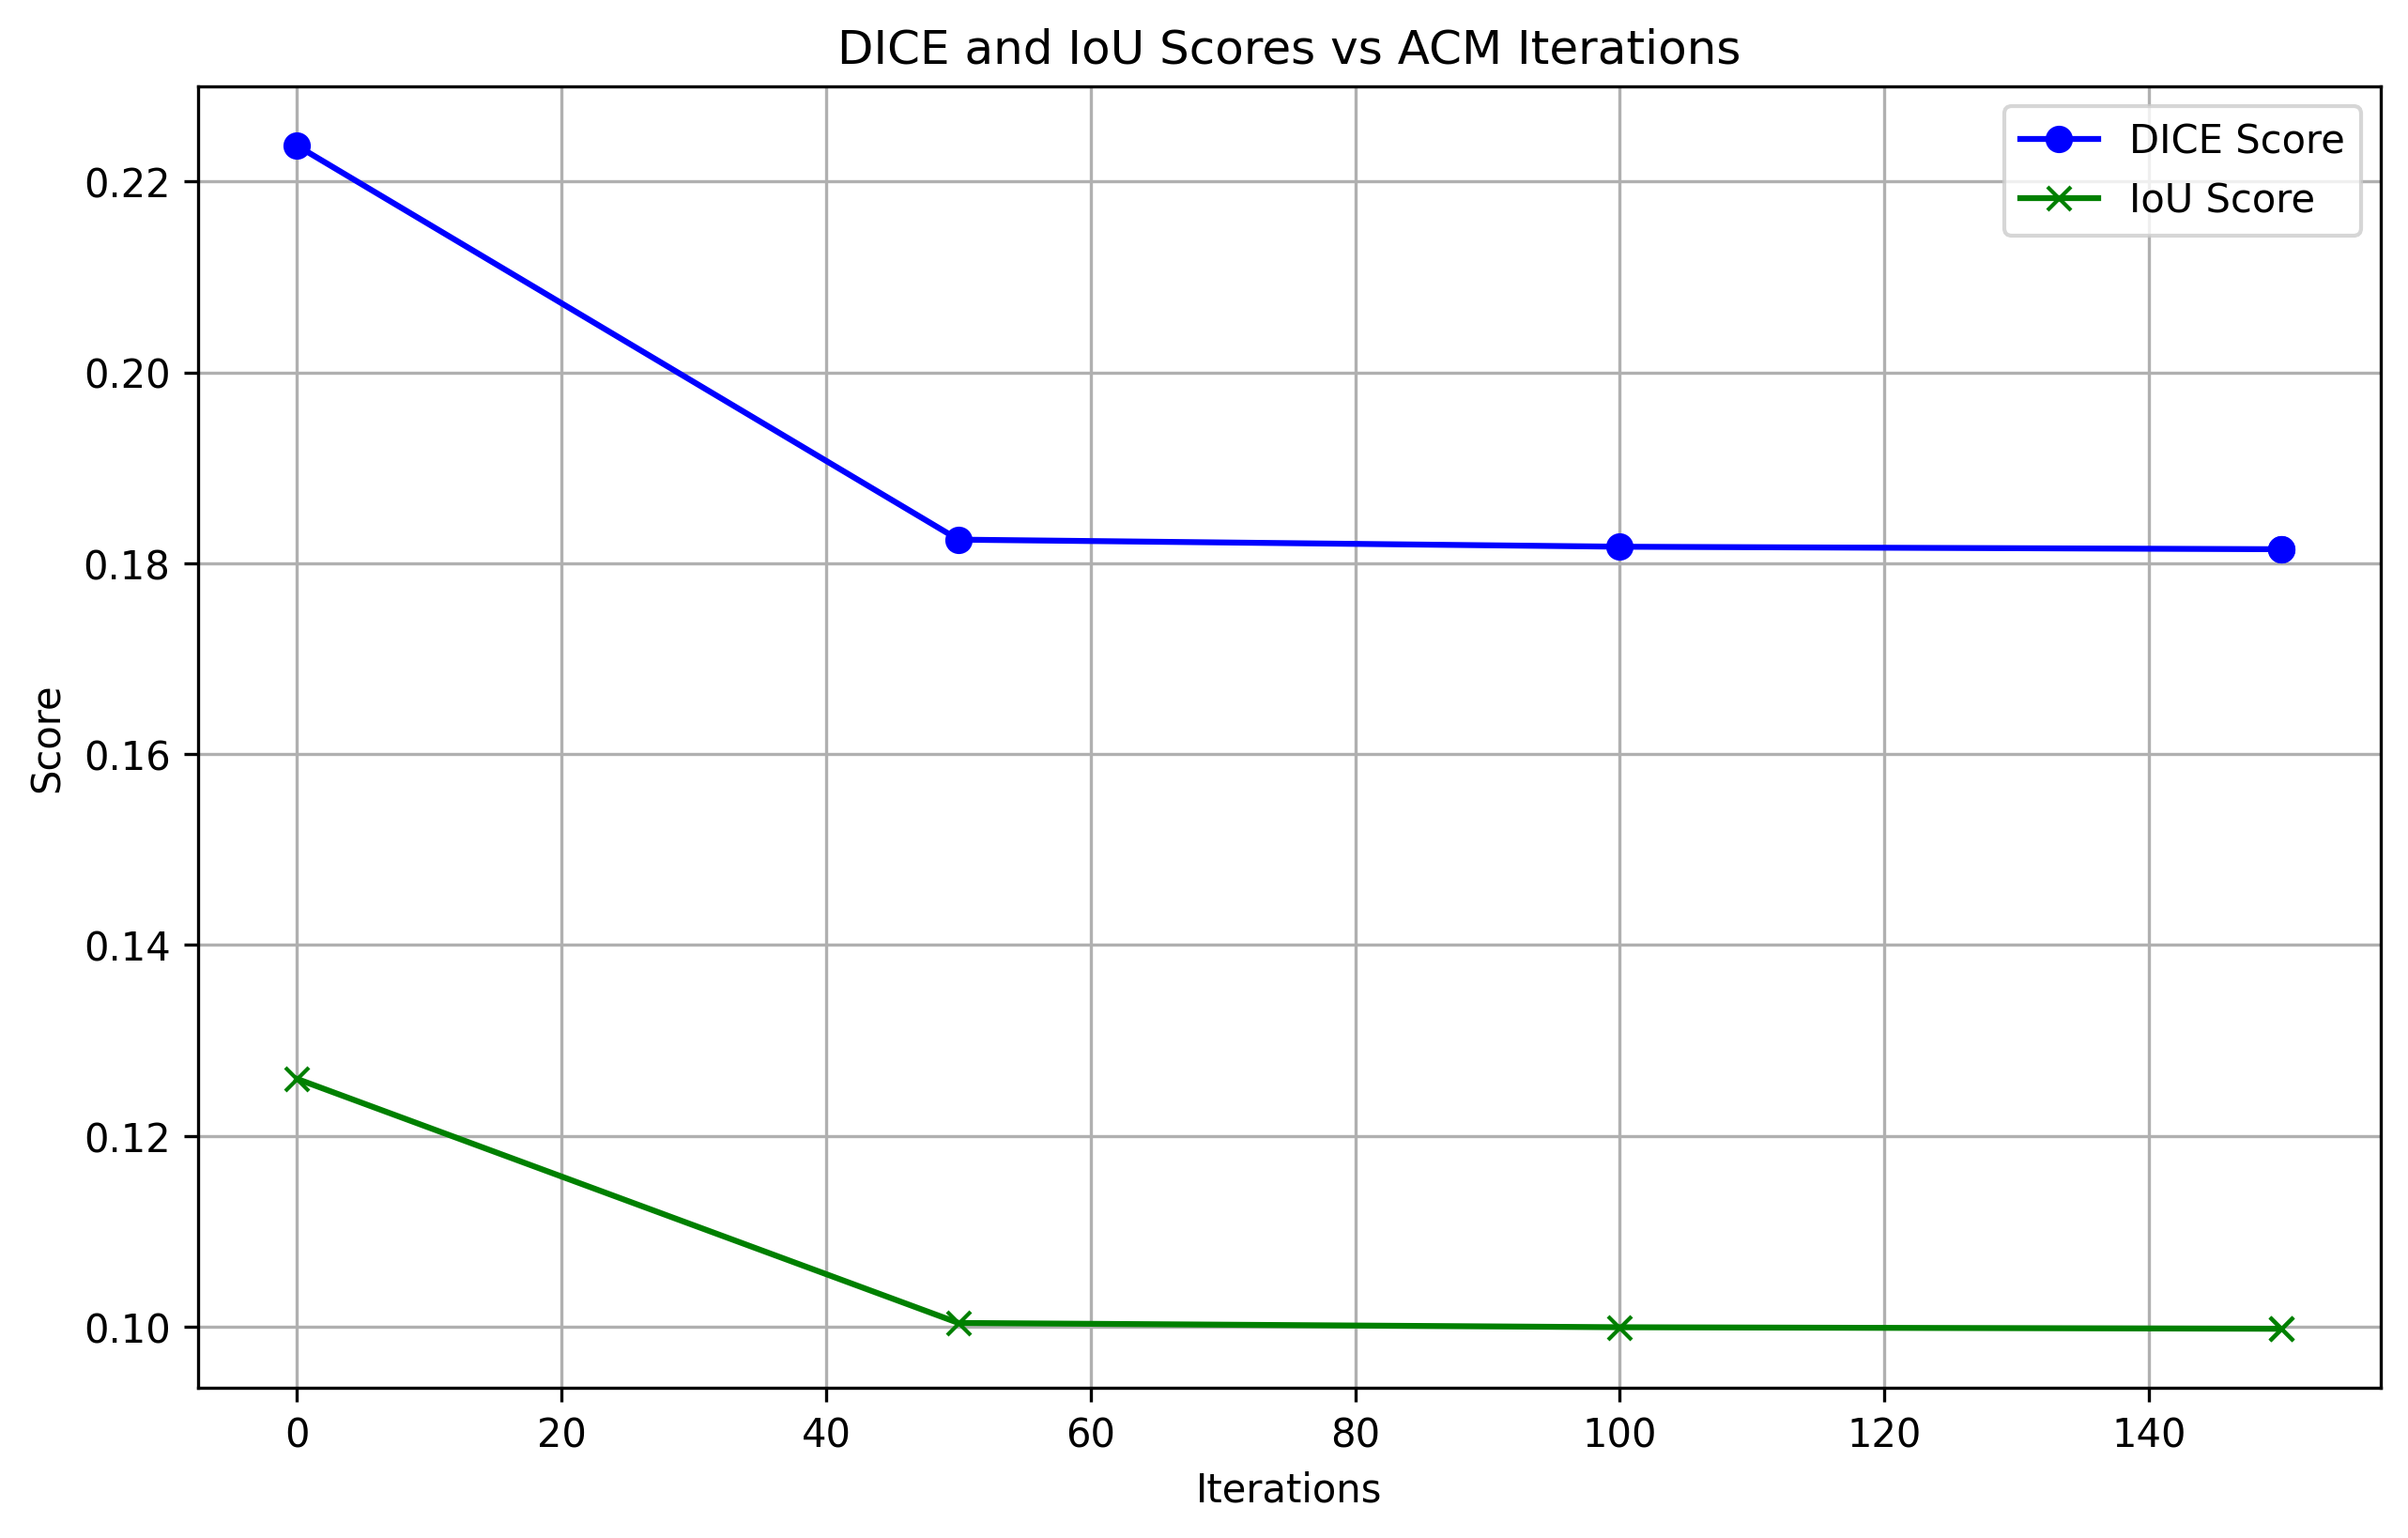 DICE and IoU Scores vs ACM Iterations
DICE Score
IoU Score
0.22
0.20
0.18
0.16
0.14
0.12
0.10
Score
0 20 40 60 80 100 120 140
Iterations